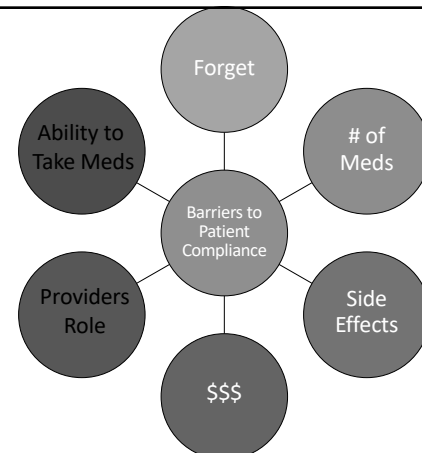 Forget
# of
Meds
Side
Effects
$$$
Providers
Role
Ability to
Take Meds
Barriers to
Patient
Compliance